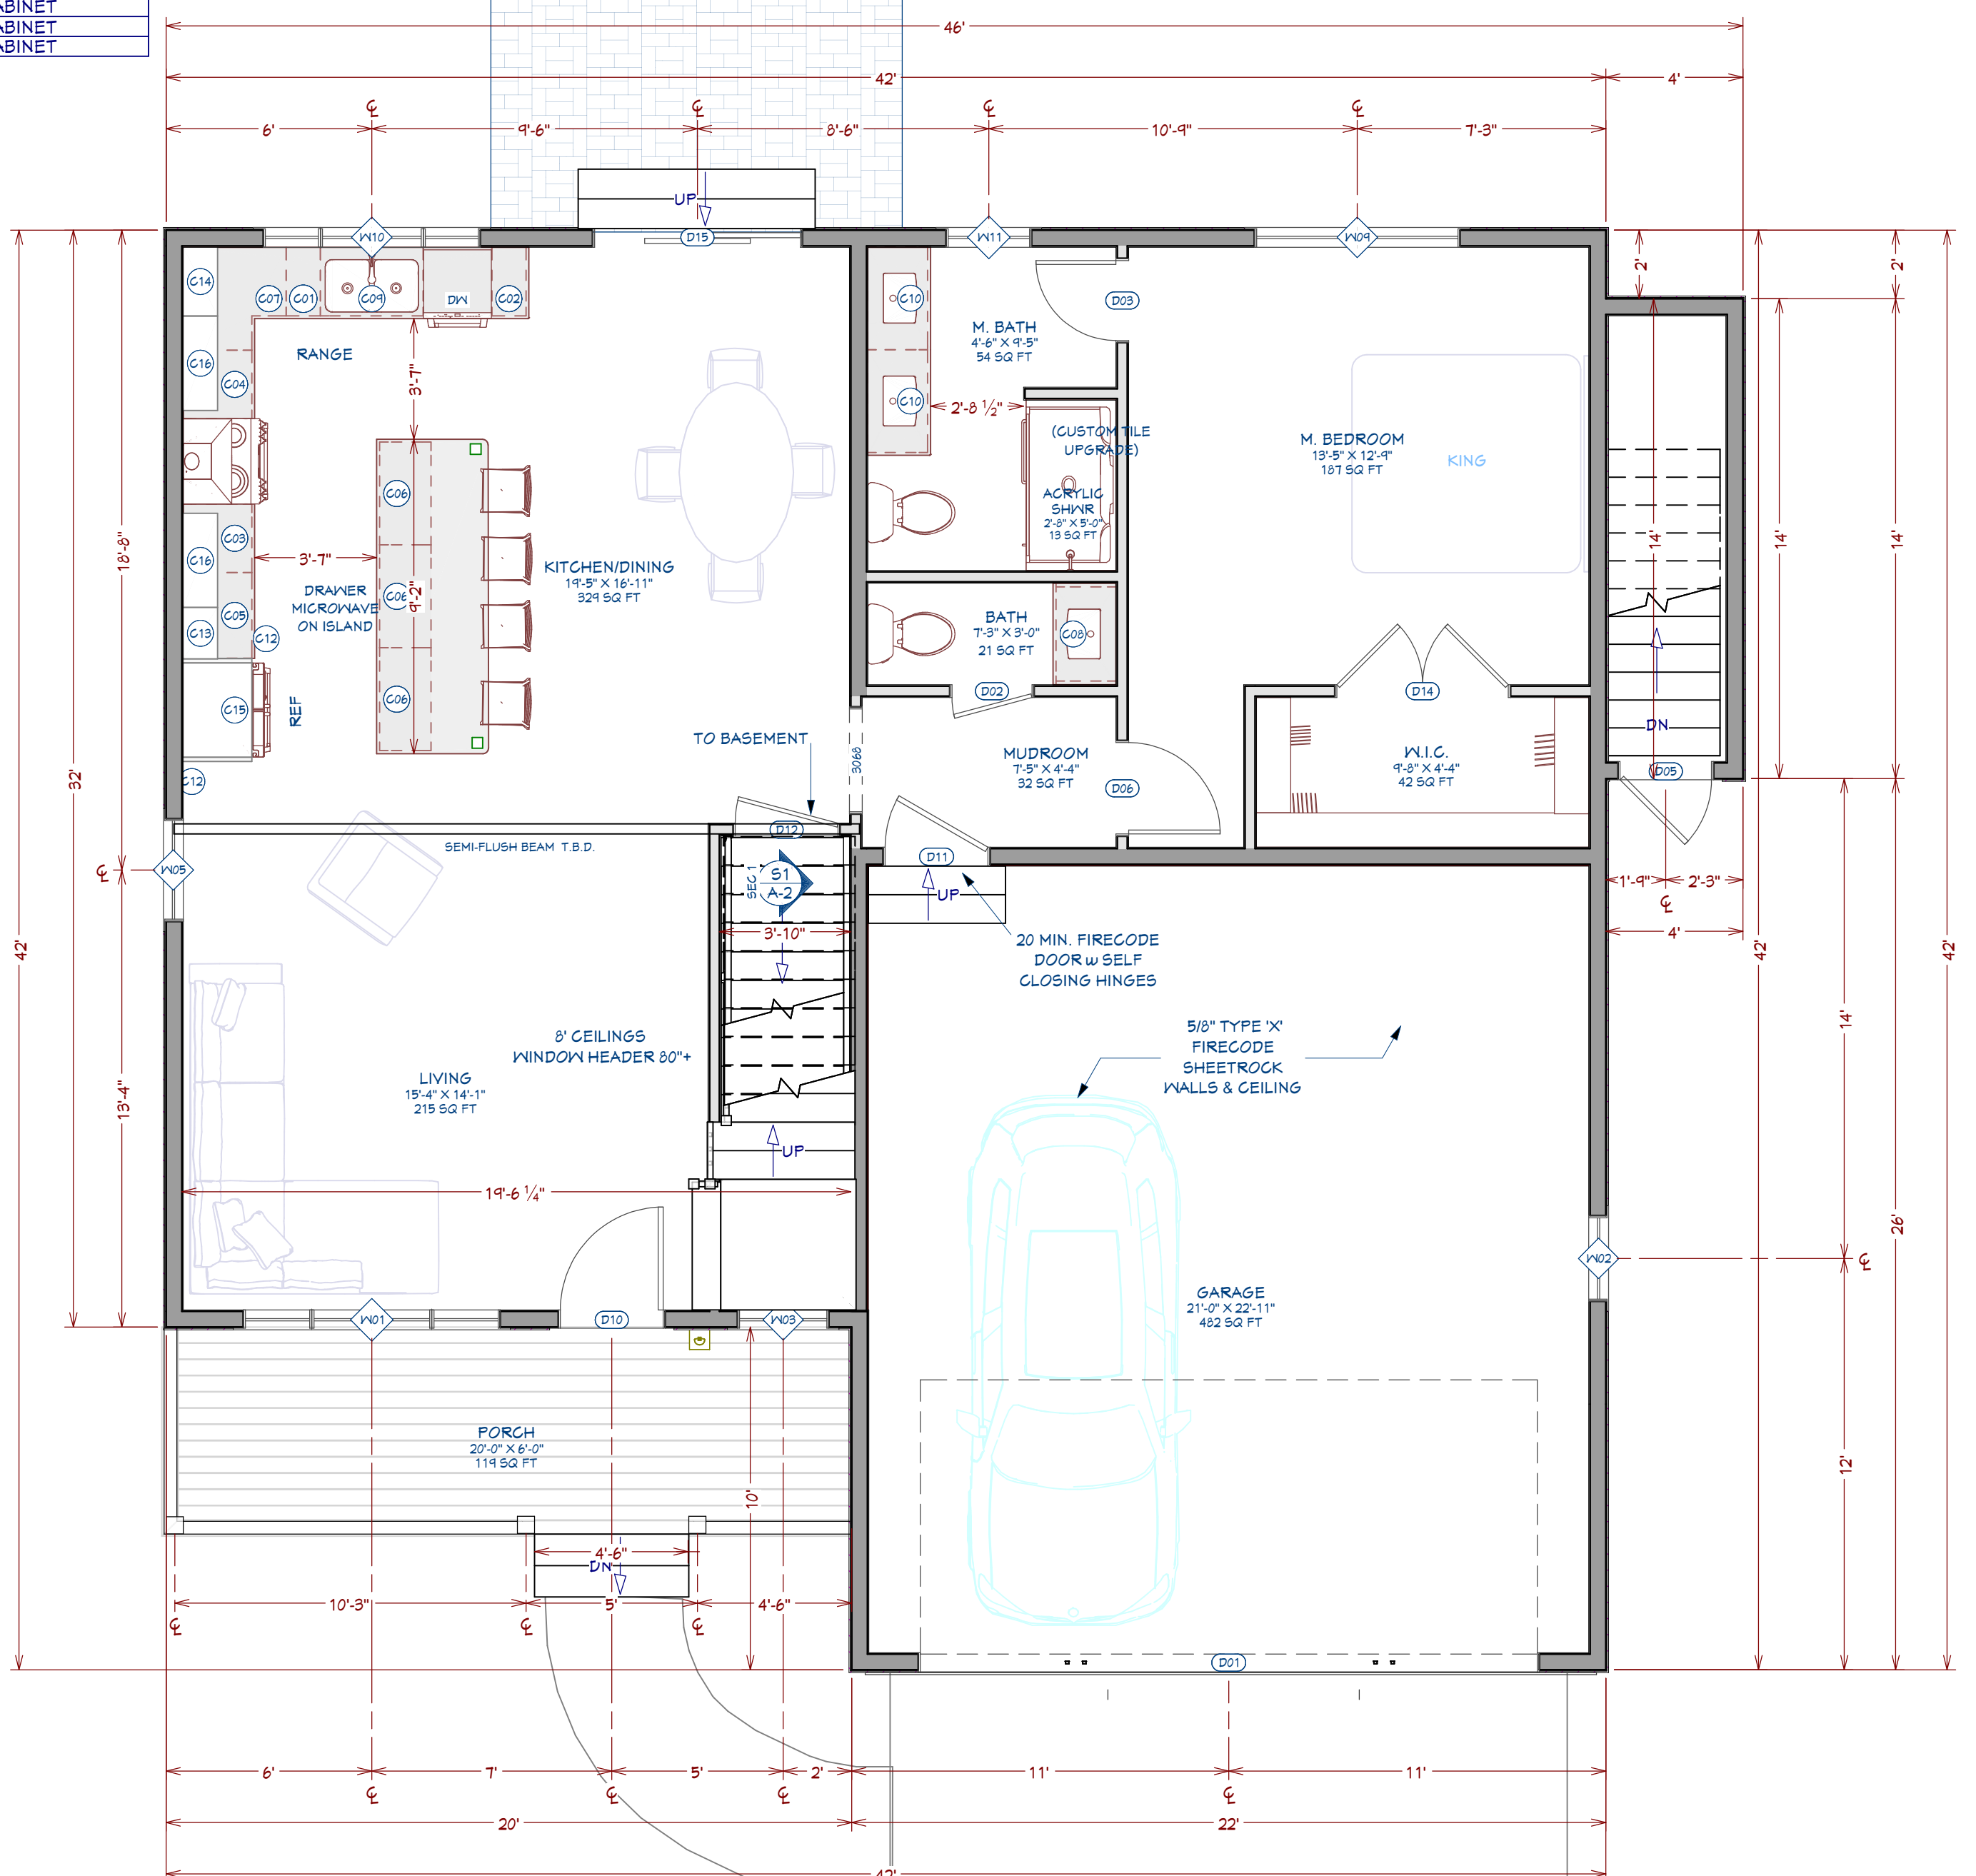 ABINET
ABINET
ABINET
46'
42'
4'
6'
9'-6"
8'-6"
10'-9"
7'-3"
UP
W10
D15
W11
W09
2'
2'
C14
C07
C01
C09
DW
C02
C10
D03
M. BATH
4'-6" X 9'-5"
54 SQ FT
RANGE
C16
C04
3'-7"
C10
2'-8 1/2"
(CUSTOM TILE
UPGRADE)
M. BEDROOM
13'-5" X 12'-9"
187 SQ FT
KING
ACRYLIC
SHWR
2'-8" X 5'-0"
13 SQ FT
C06
C03
C16
3'-7"
KITCHEN/DINING
19'-5" X 16'-11"
329 SQ FT
18'-8"
14'
14'
14'
DRAWER
MICROWAVE
ON ISLAND
C06
9'-2"
C05
C13
C12
BATH
7'-3" X 3'-0"
21 SQ FT
C08
D02
D14
C15
REF
C06
DN
TO BASEMENT
3068
MUDROOM
7'-5" X 4'-4"
32 SQ FT
W.I.C.
9'-8" X 4'-4"
42 SQ FT
D05
C12
D06
32'
D12
SEMI-FLUSH BEAM T.B.D.
D11
W05
SEC 1
S1
A-2
UP
1'-9"
2'-3"
3'-10"
4'
42'
42'
42'
20 MIN. FIRECODE
DOOR w SELF
CLOSING HINGES
14'
8' CEILINGS
WINDOW HEADER 80"+
5/8" TYPE 'X'
FIRECODE
SHEETROCK
WALLS & CEILING
LIVING
15'-4" X 14'-1"
215 SQ FT
13'-4"
UP
19'-6 1/4"
26'
W02
GARAGE
21'-0" X 22'-11"
482 SQ FT
W01
D10
W03
PORCH
20'-0" X 6'-0"
119 SQ FT
10'
12'
4'-6"
DN
10'-3"
5'
4'-6"
D01
6'
7'
5'
2'
11'
11'
20'
22'
42'